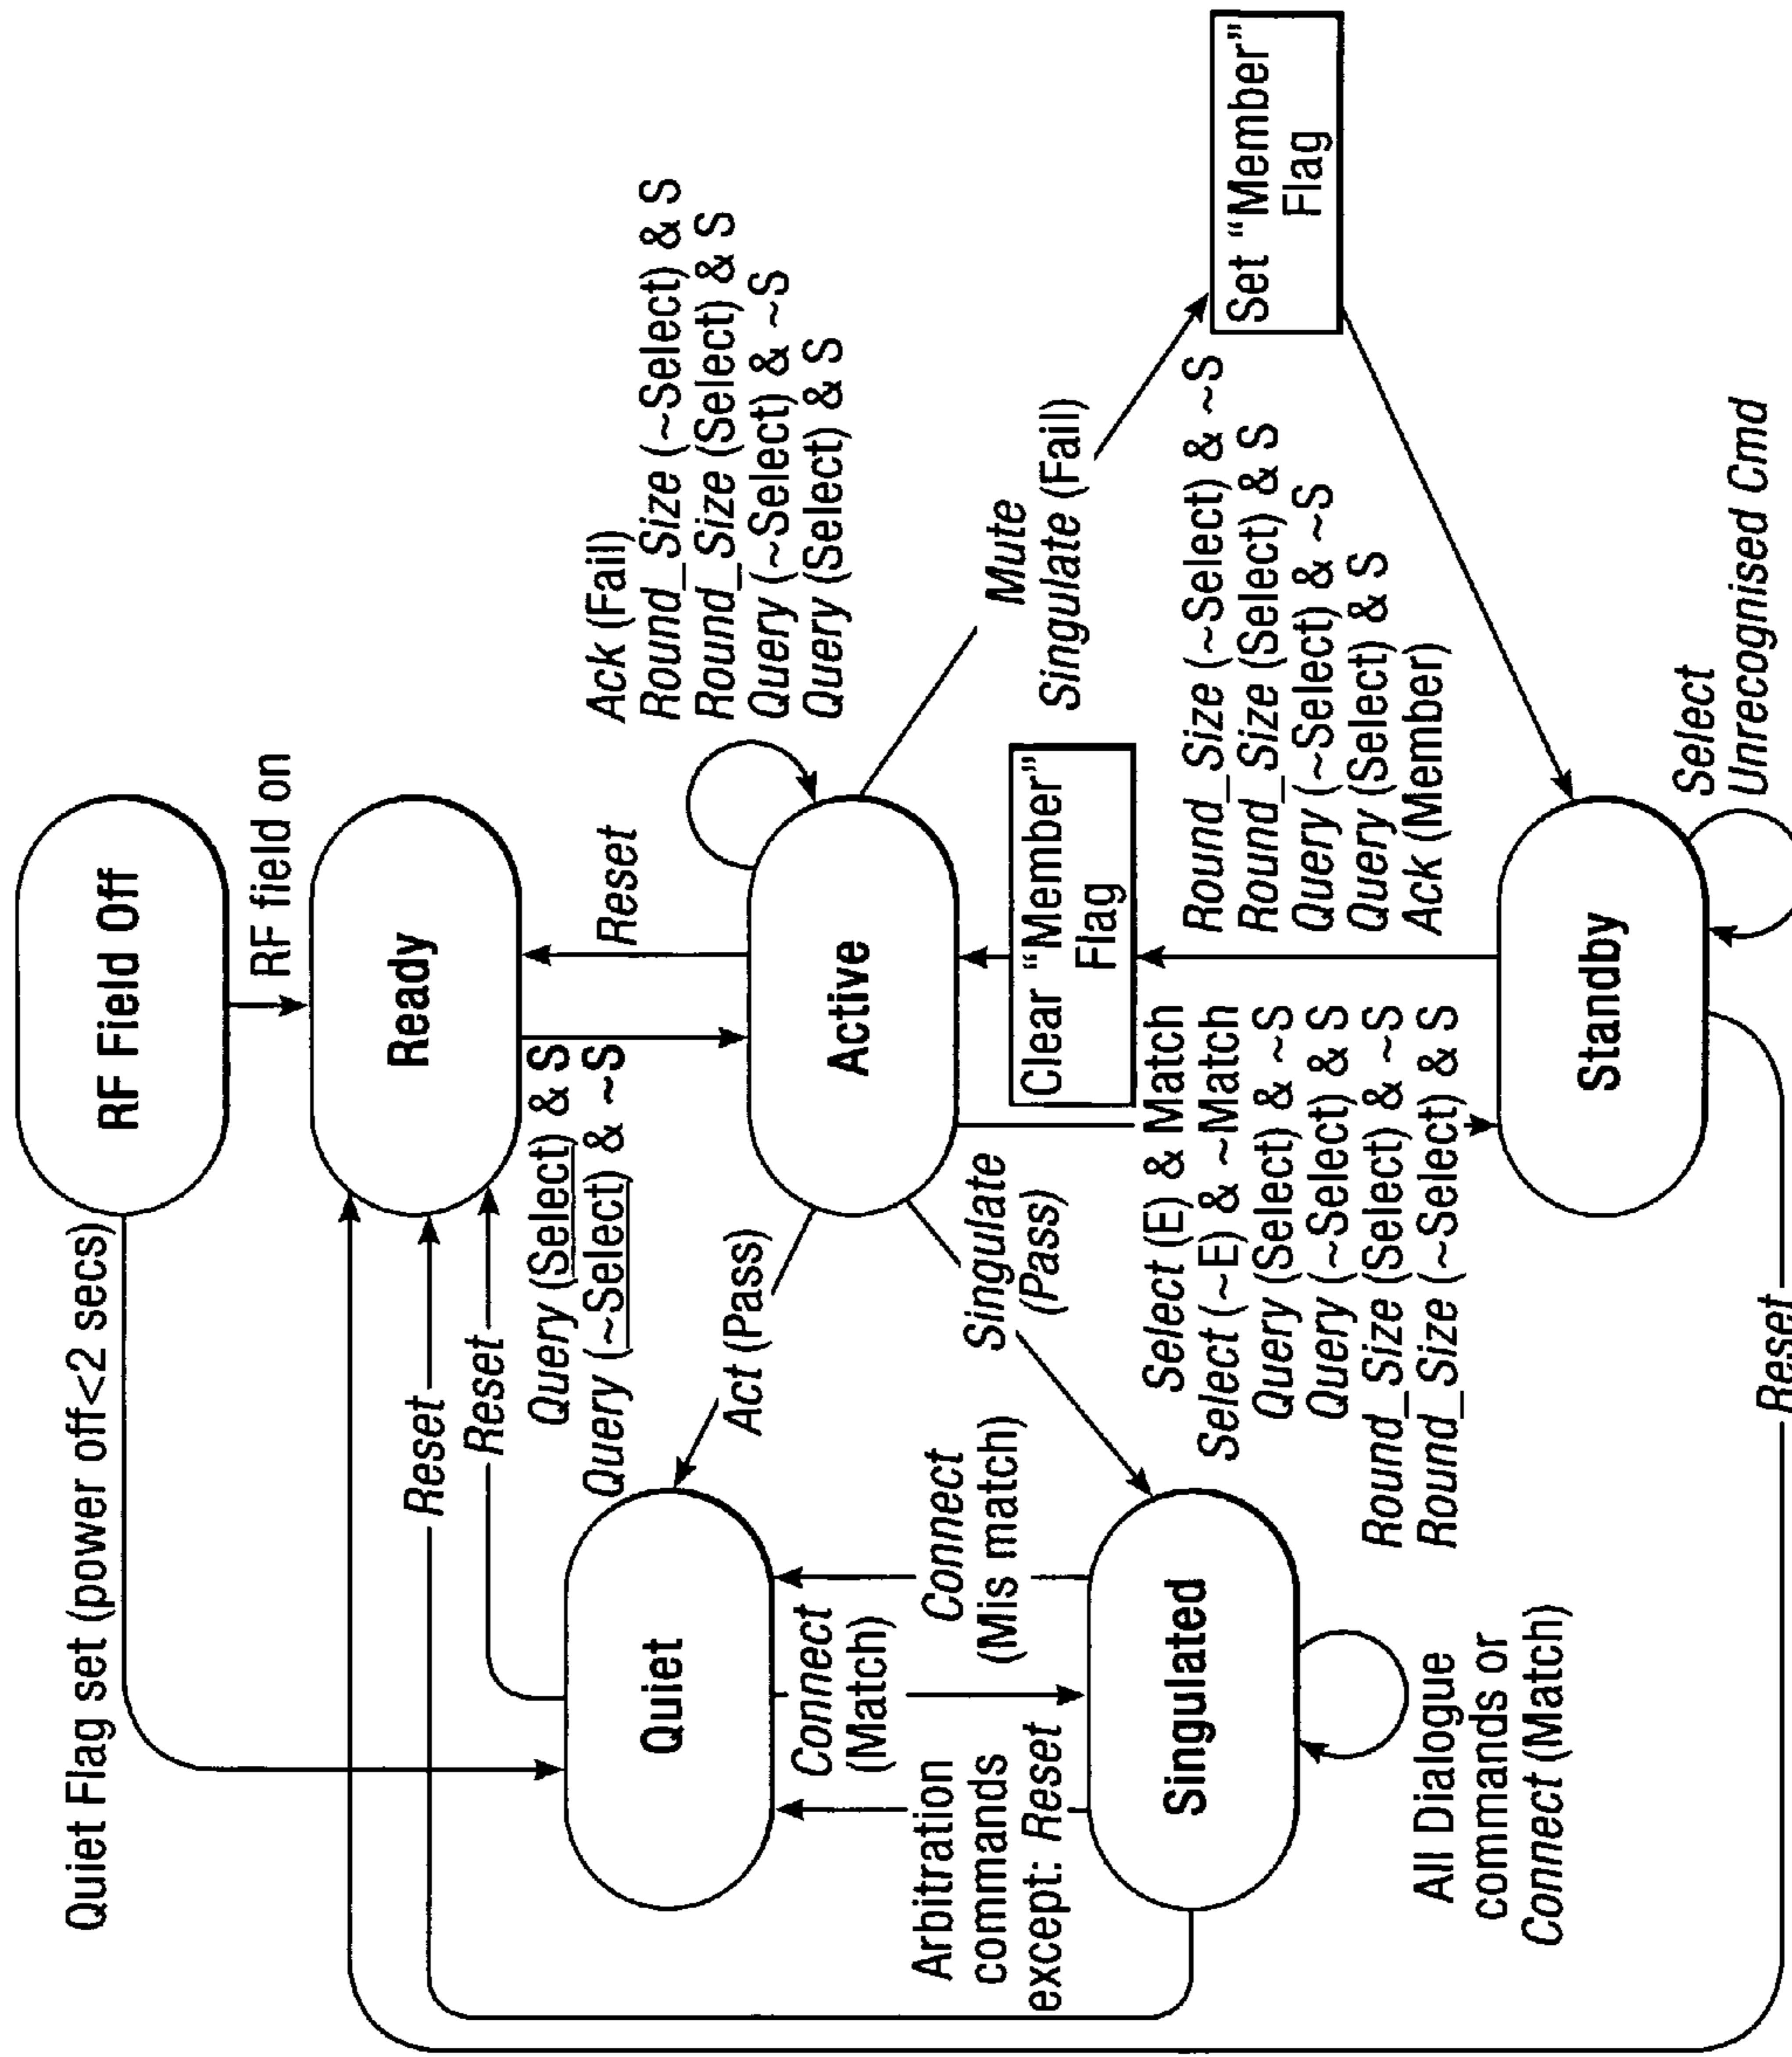 RF Field Off
Quiet Flag set (power off<2 secs)
RF field on
Ready
Reset
Reset
Reset
Query (Select) & S
Query (~Select) & ~S
Ack (Fail)
Round_Size (~Select) & S
Round_Size (Select) & S
Query (~Select) & ~S
Query (Select) & S
Quiet
Act (Pass)
Active
Mute
Singulate (Fail)
Connect
(Match)
Connect
(Mis match)
Singulate
(Pass)
Clear “Member”
Flag
Set “Member”
Flag
Arbitration
commands
except: Reset
Singulated
Select (E) & Match
Select (~E) & ~Match
Query (Select) & ~S
Query (~Select) & S
Round_Size (Select) & ~S
Round_Size (~Select) & S
Round_Size (~Select) & ~S
Round_Size (Select) & S
Query (~Select) & ~S
Query (Select) & S
Ack (Member)
All Dialogue
commands or
Connect (Match)
Standby
Select
Unrecognised Cmd
Reset